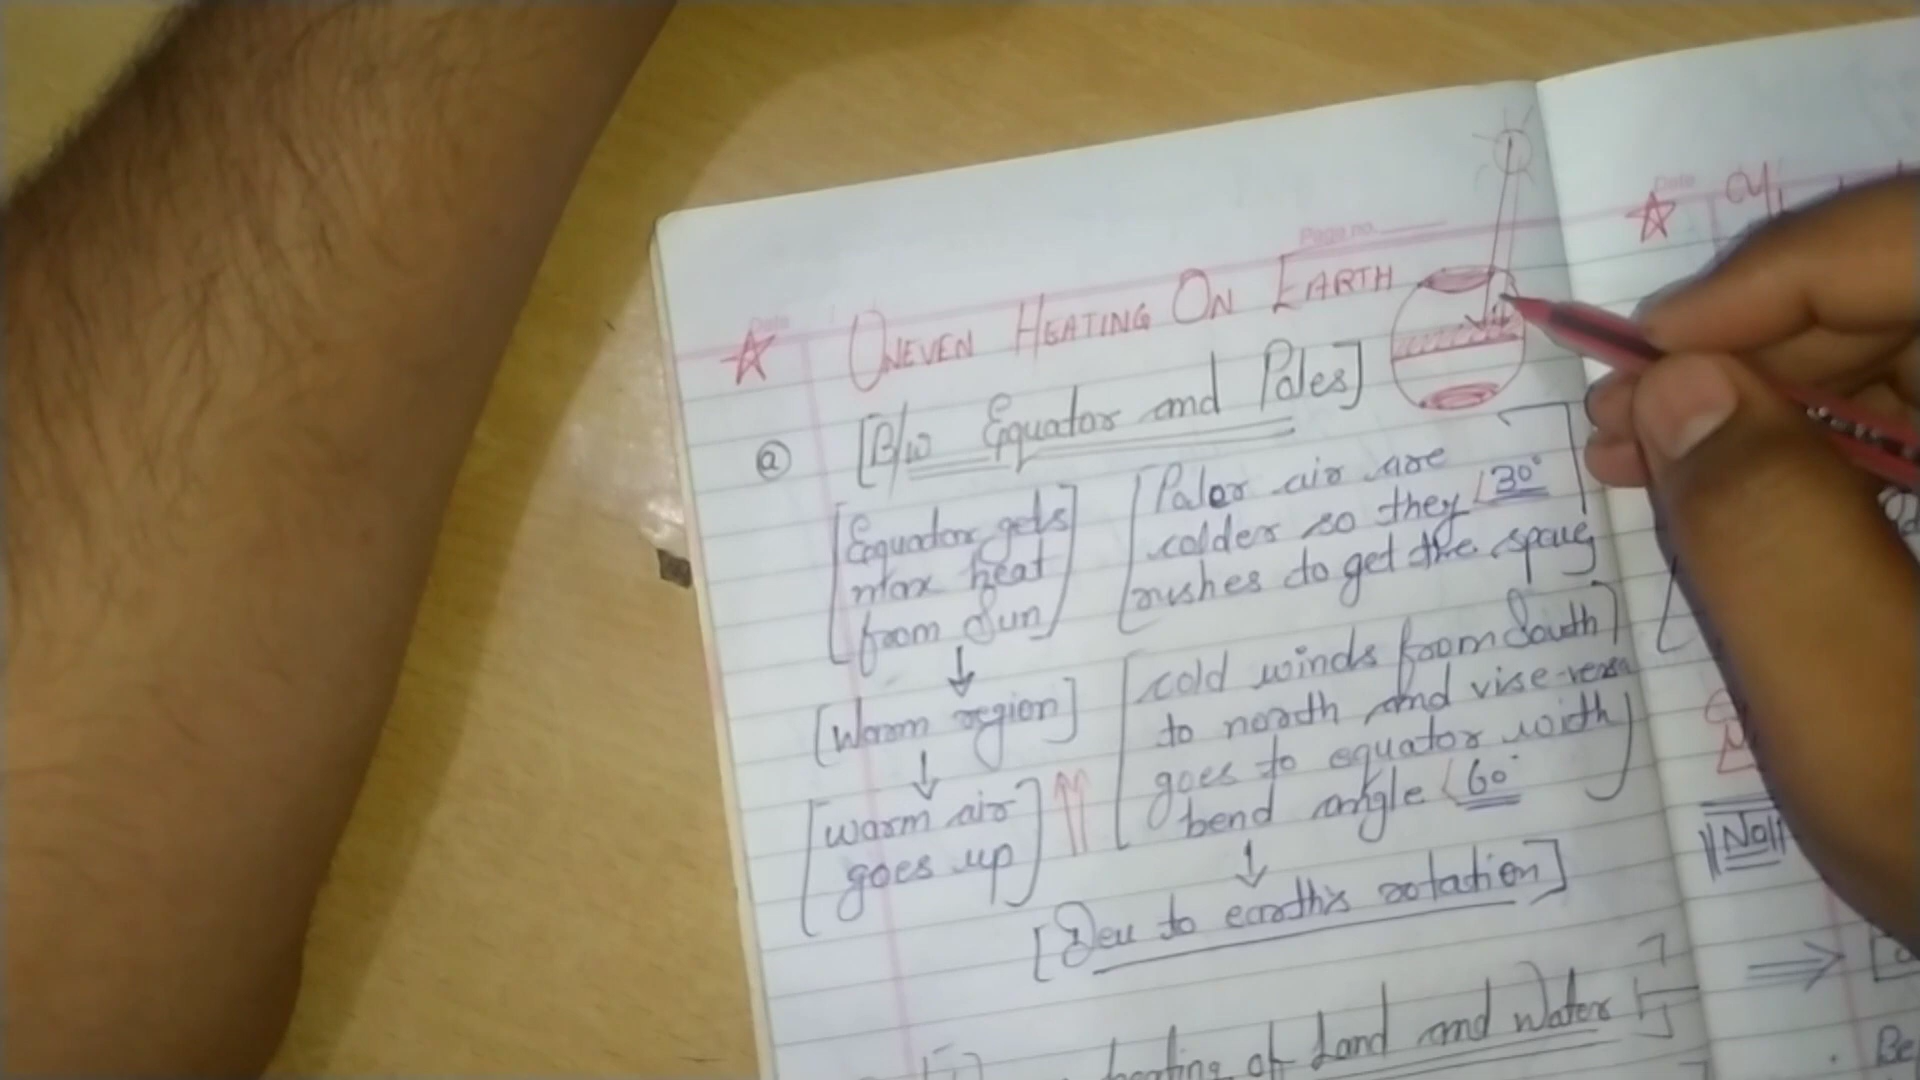 Page no.
Date
UNEVEN HEATING ON EARTH
a
[B/w Equator and Poles]
[Equator gets
max heat
from Sun]
↓
[Warm region]
↓
[warm air
goes up]
[Polar air are
colder so they 30°
rushes to get the space]
[cold winds from South
to north and vise-versa
goes to equator with
bend angle 60°]
↓
[Deu to earth's rotation]
heating of Land and Water
Date
Be